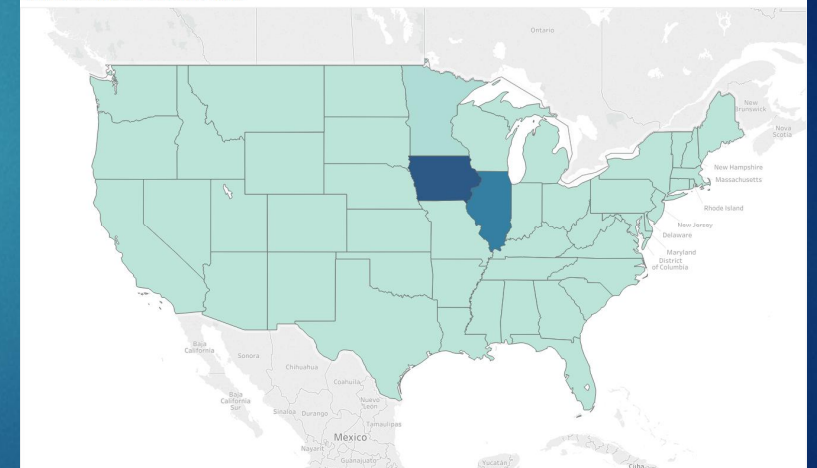 Ontario
New
Brunswick
Nova
Scotia
New Hampshire
Massachusetts
Rhode Island
New Jersey
Delaware
Maryland
District
of Columbia
Baja
California
Sonora
Chihuahua
Coahuila
Baja
California
Sur
Nuevo
León
Sinaloa
Durango
Tamaulipas
Mexico
Nayarit
Guanajuato
Yucatán
Cuba